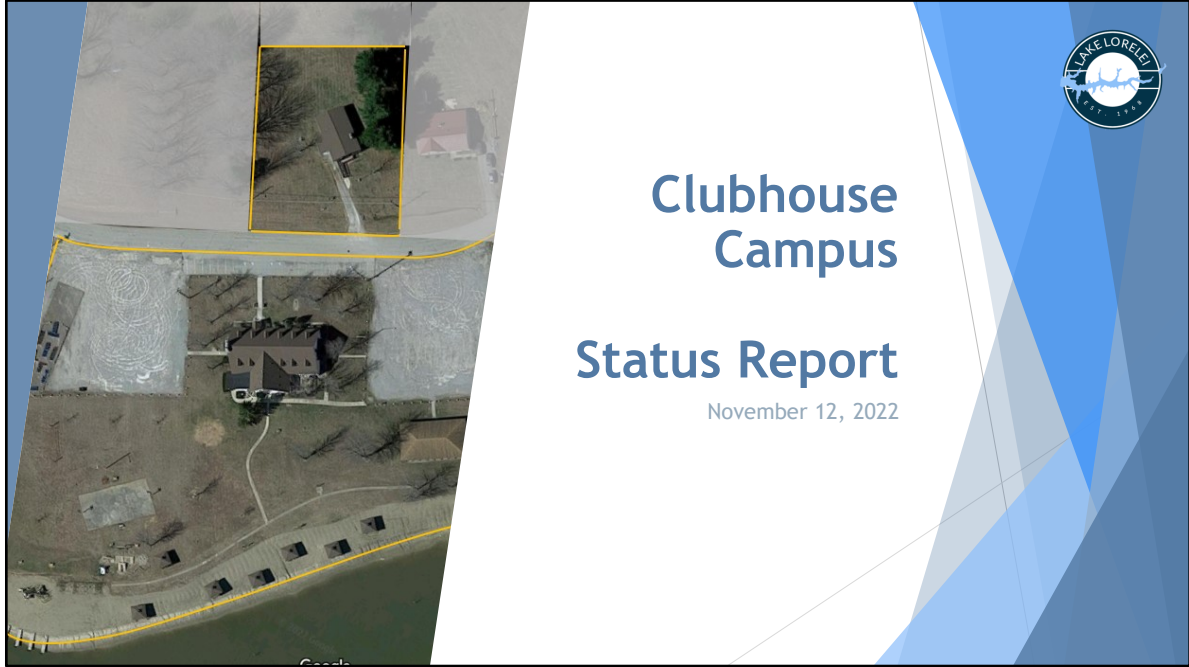 LAKE LORELEI
EST. 1968
Clubhouse
Campus
Status Report
November 12, 2022
Google